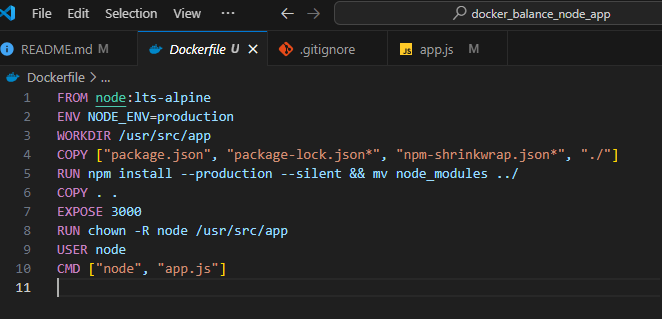 File Edit Selection View ... docker_balance_node_app
README.md M Dockerfile U .gitignore JS app.js M
Dockerfile > ...
1 FROM node:lts-alpine
2 ENV NODE_ENV=production
3 WORKDIR /usr/src/app
4 COPY ["package.json", "package-lock.json*", "npm-shrinkwrap.json*", "./"]
5 RUN npm install --production --silent && mv node_modules ../
6 COPY . .
7 EXPOSE 3000
8 RUN chown -R node /usr/src/app
9 USER node
10 CMD ["node", "app.js"]
11